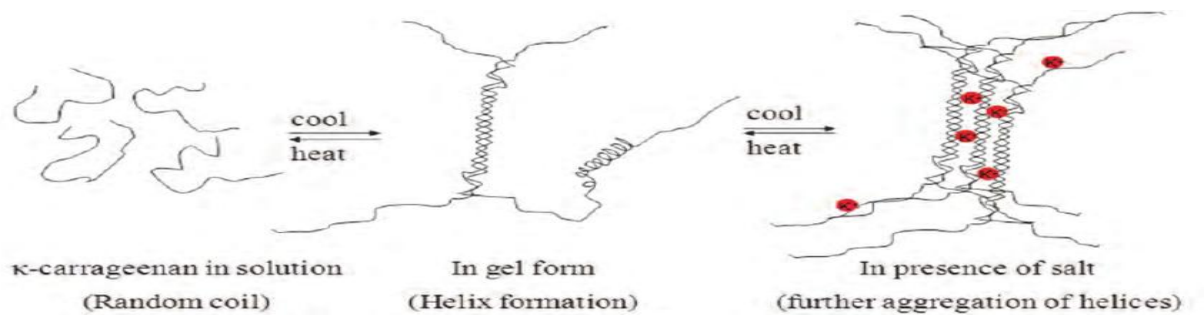 cool
heat
cool
heat
K+
K+
K+
K+
K+
K+
κ-carrageenan in solution
(Random coil)
In gel form
(Helix formation)
In presence of salt
(further aggregation of helices)